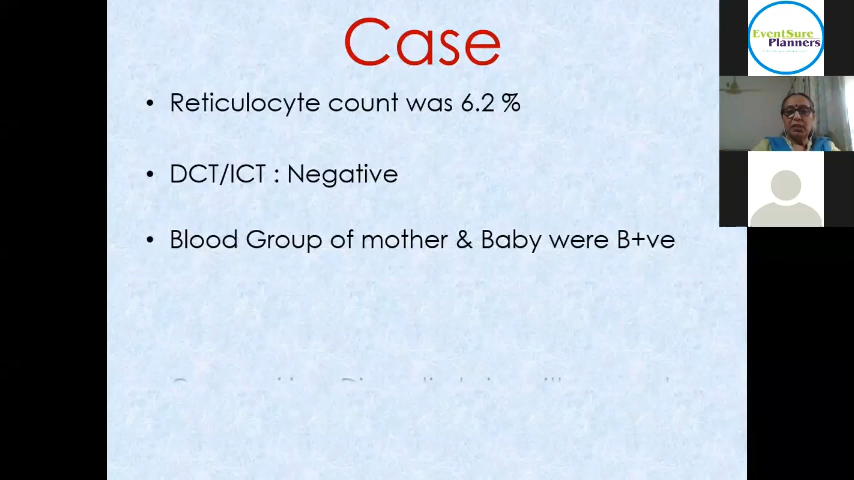 Case
• Reticulocyte count was 6.2 %
• DCT/ICT : Negative
• Blood Group of mother & Baby were B+ve
EventSure
Planners